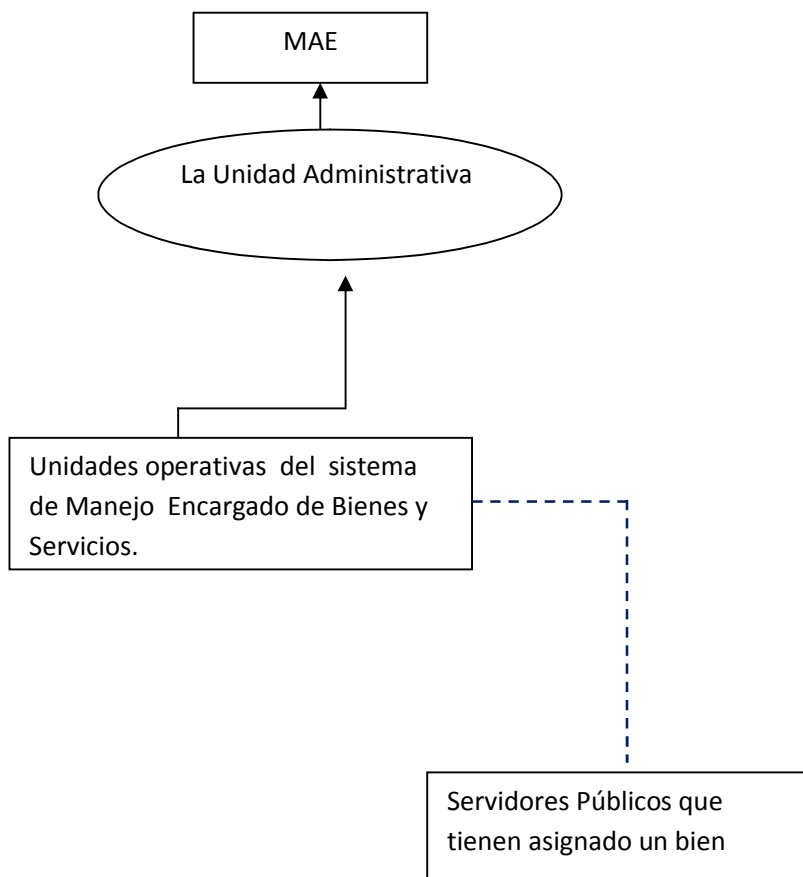 MAE
La Unidad Administrativa
Unidades operativas del sistema
de Manejo Encargado de Bienes y
Servicios.
Servidores Públicos que
tienen asignado un bien